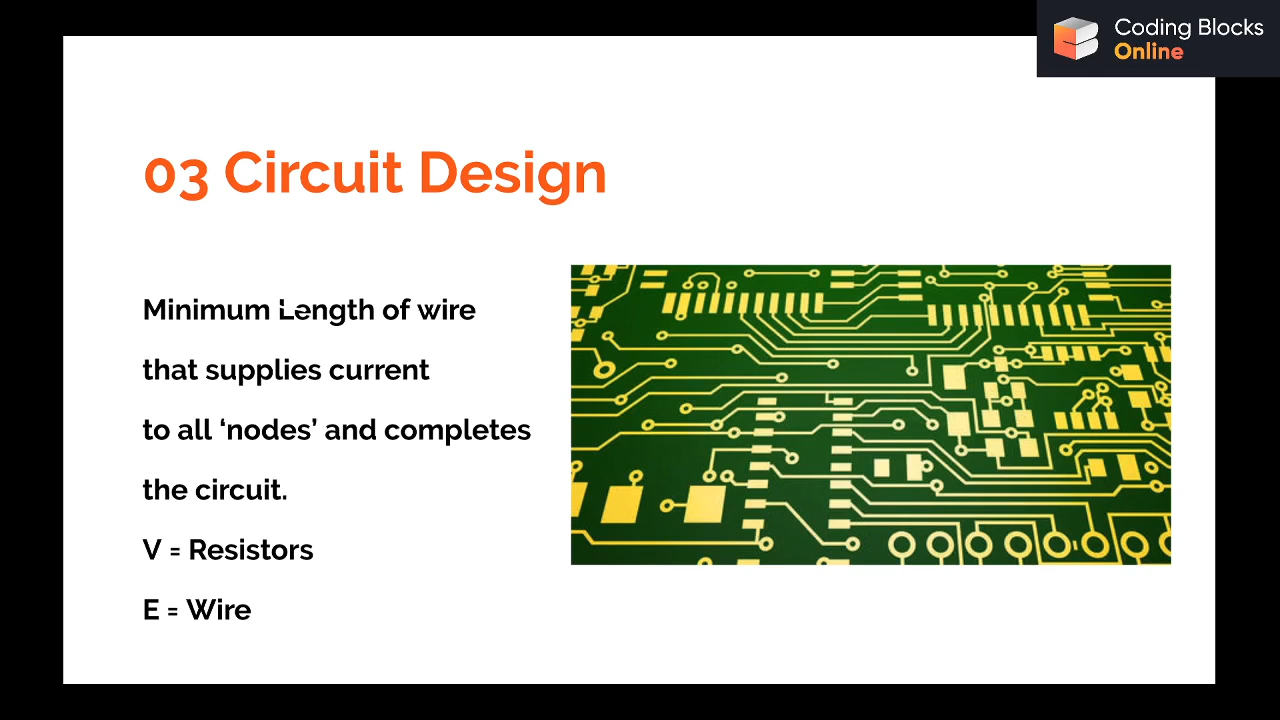 Coding Blocks
Online
03 Circuit Design
Minimum Length of wire
that supplies current
to all ‘nodes’ and completes
the circuit.
V = Resistors
E = Wire